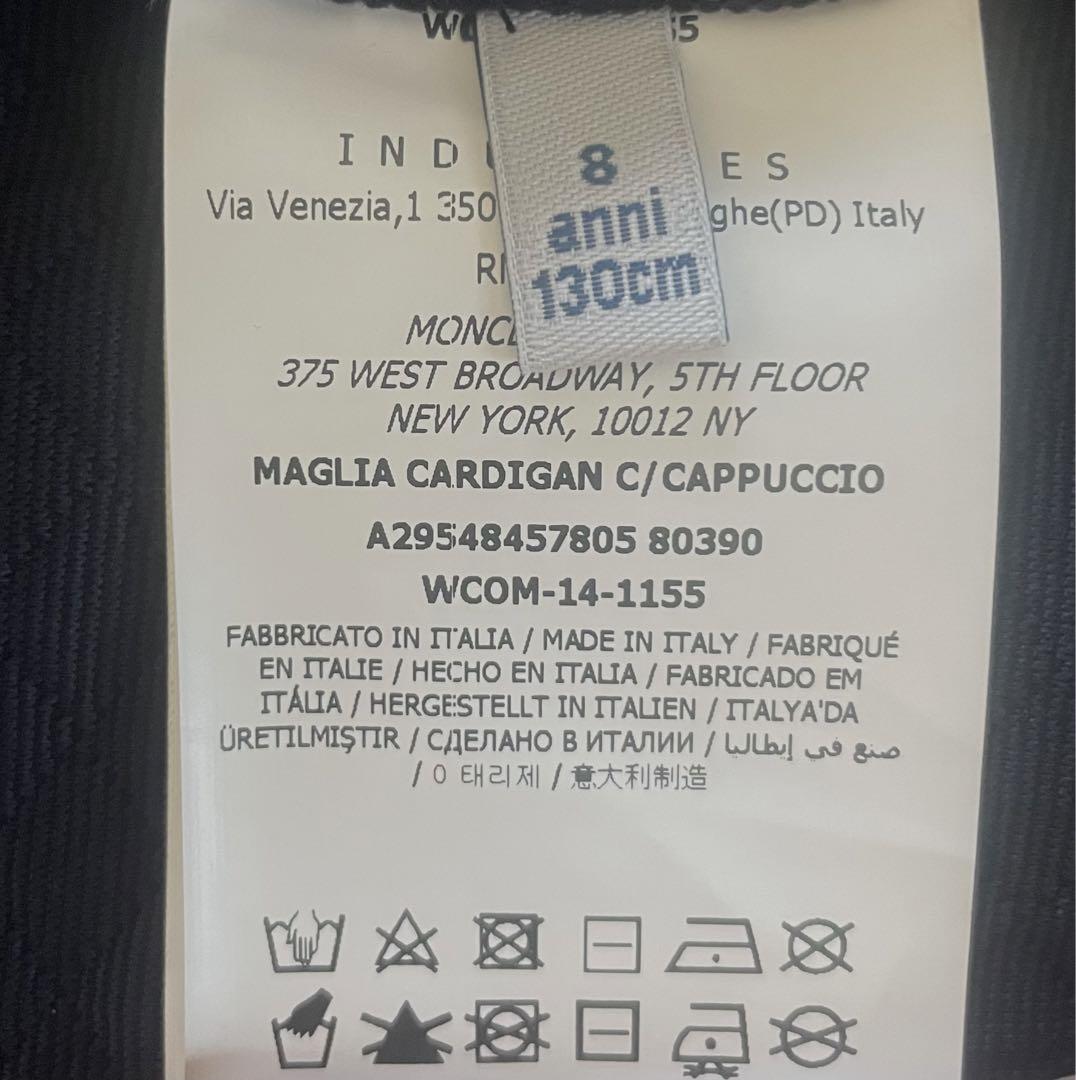 8
anni
130cm
Via Venezia,1
ghe(PD) Italy
375 WEST BROADWAY, 5TH FLOOR
NEW YORK, 10012 NY
MAGLIA CARDIGAN C/CAPPUCCIO
A29548457805 80390
WCOM-14-1155
FABBRICATO IN ITALIA / MADE IN ITALY / FABRIQUÉ
EN ITALIE / HECHO EN ITALIA / FABRICADO EM
ITÁLIA / HERGESTELLT IN ITALIEN / ITALYA'DA
ÜRETILMIŞTIR / СДЕЛАНО В ИТАЛИИ / صنع في إيطاليا
/ 이 태리제 / 意大利制造